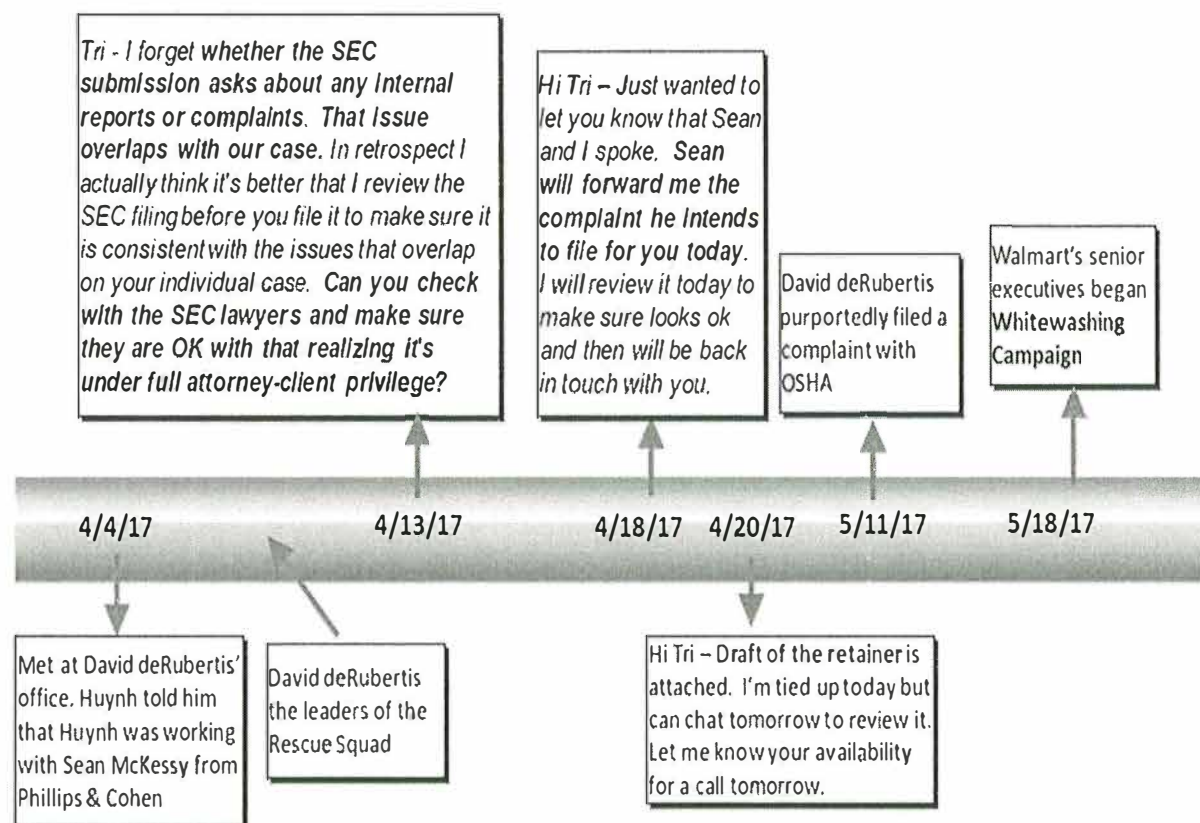 Tri - I forget whether the SEC
submission asks about any internal
reports or complaints. That issue
overlaps with our case. In retrospect I
actually think it's better that I review the
SEC filing before you file it to make sure it
is consistent with the issues that overlap
on your individual case. Can you check
with the SEC lawyers and make sure
they are OK with that realizing it's
under full attorney-client privilege?
Hi Tri – Just wanted to
let you know that Sean
and I spoke. Sean
will forward me the
complaint he intends
to file for you today.
I will review it today to
make sure looks ok
and then will be back
in touch with you.
David deRubertis
purportedly filed a
complaint with
OSHA
Walmart's senior
executives began
Whitewashing
Campaign
4/4/17
4/13/17
4/18/17
4/20/17
5/11/17
5/18/17
Met at David deRubertis'
office. Huynh told him
that Huynh was working
with Sean McKessy from
Phillips & Cohen
David deRubertis
the leaders of the
Rescue Squad
Hi Tri – Draft of the retainer is
attached. I'm tied up today but
can chat tomorrow to review it.
Let me know your availability
for a call tomorrow.